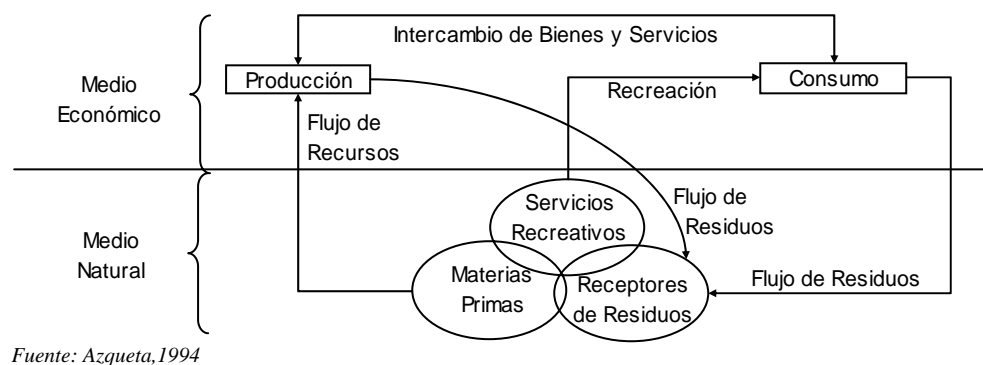 Intercambio de Bienes y Servicios
Medio
Económico
Producción
Consumo
Recreación
Flujo de
Recursos
Flujo de
Residuos
Servicios
Recreativos
Medio
Natural
Materias
Primas
Receptores
de Residuos
Flujo de Residuos
Fuente: Azqueta,1994